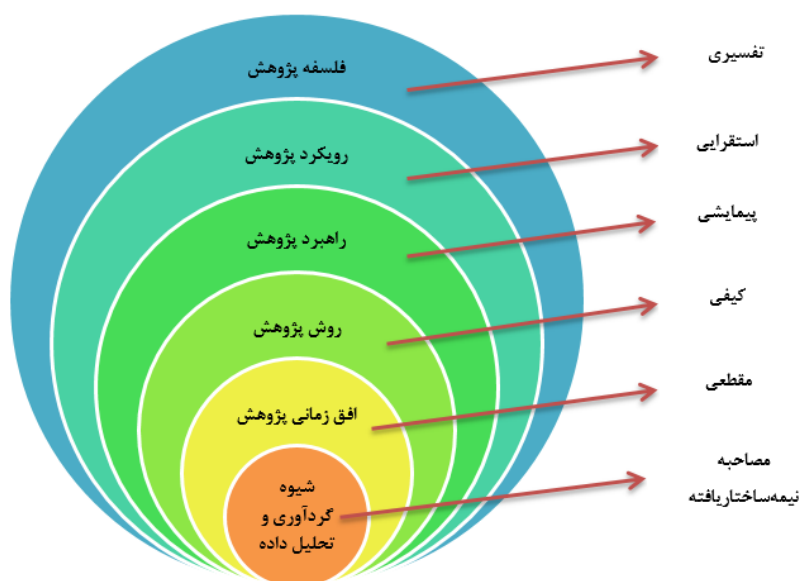 فلسفه پژوهش
تفسیری
رویکرد پژوهش
استقرایی
راهبرد پژوهش
پیمایشی
روش پژوهش
کیفی
افق زمانی پژوهش
مقطعی
شیوه
گردآوری و
تحلیل داده
مصاحبه
نیمه‌ساختاریافته